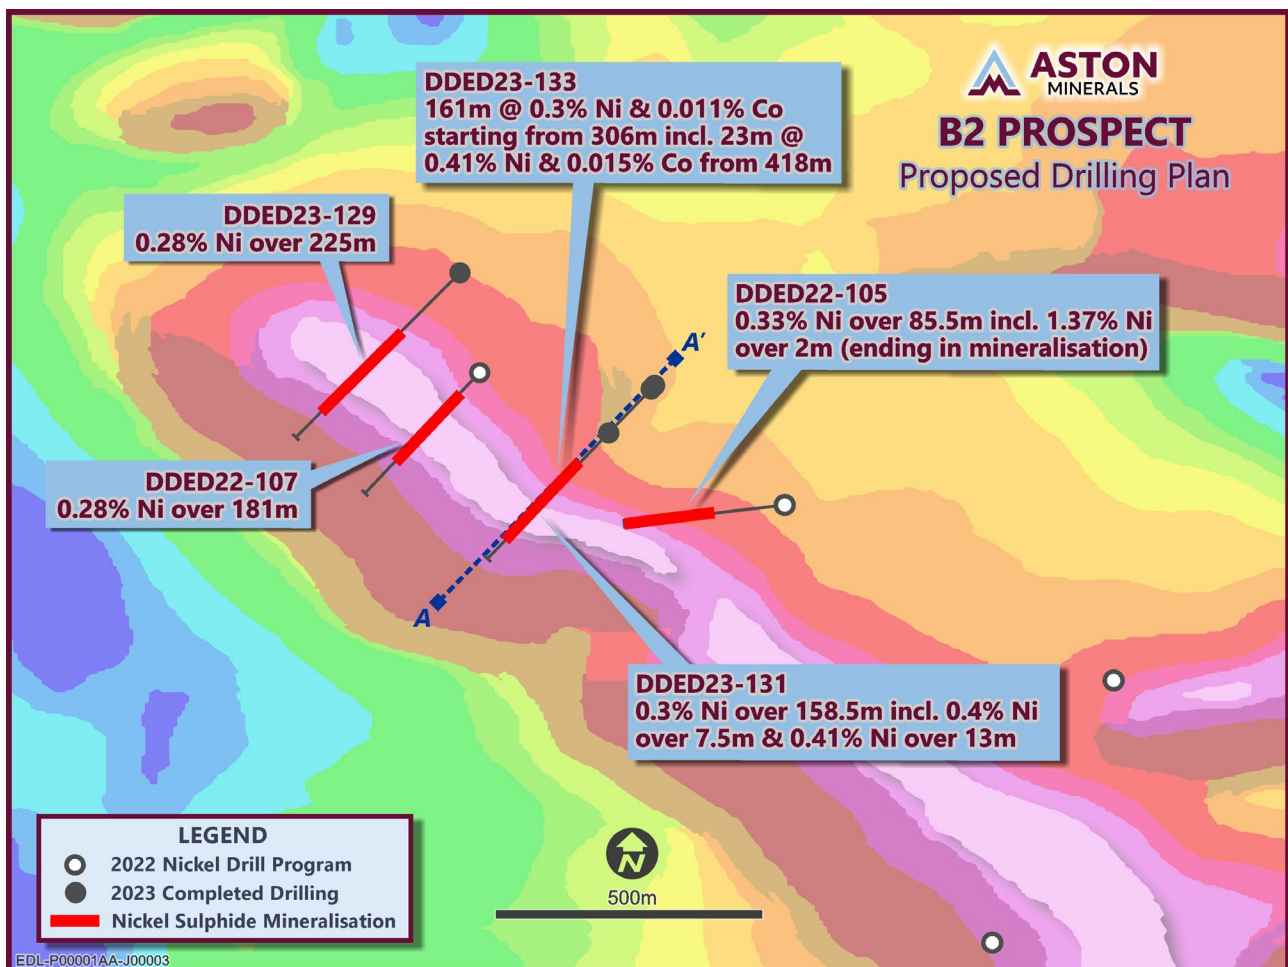 ASTON
MINERALS
B2 PROSPECT
Proposed Drilling Plan
DDED23-133
161m @ 0.3% Ni & 0.011% Co
starting from 306m incl. 23m @
0.41% Ni & 0.015% Co from 418m
DDED23-129
0.28% Ni over 225m
DDED22-105
0.33% Ni over 85.5m incl. 1.37% Ni
over 2m (ending in mineralisation)
A'
DDED22-107
0.28% Ni over 181m
A
DDED23-131
0.3% Ni over 158.5m incl. 0.4% Ni
over 7.5m & 0.41% Ni over 13m
LEGEND
2022 Nickel Drill Program
2023 Completed Drilling
Nickel Sulphide Mineralisation
N
500m
EDL-P00001AA-J00003